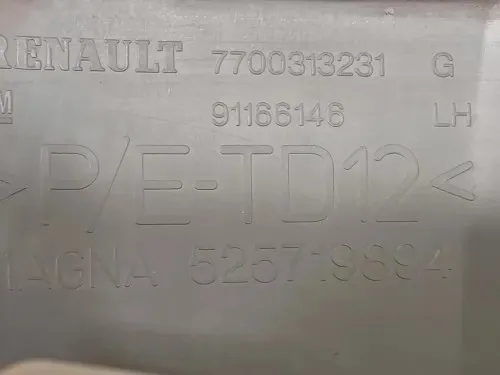 RENAULT 7700313231 G
M 91166146 LH
>P/E-TD12<
MAGNA 525719894